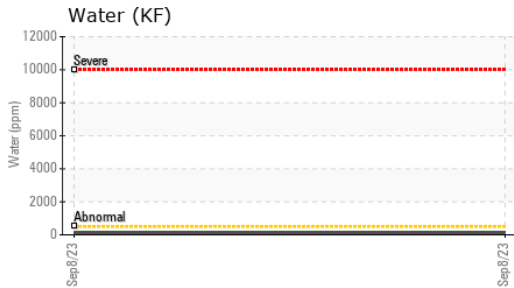 Water (KF)
12000
Severe
10000
8000
6000
Water (ppm)
4000
2000
Abnormal
0
Sep8/23
Sep8/23